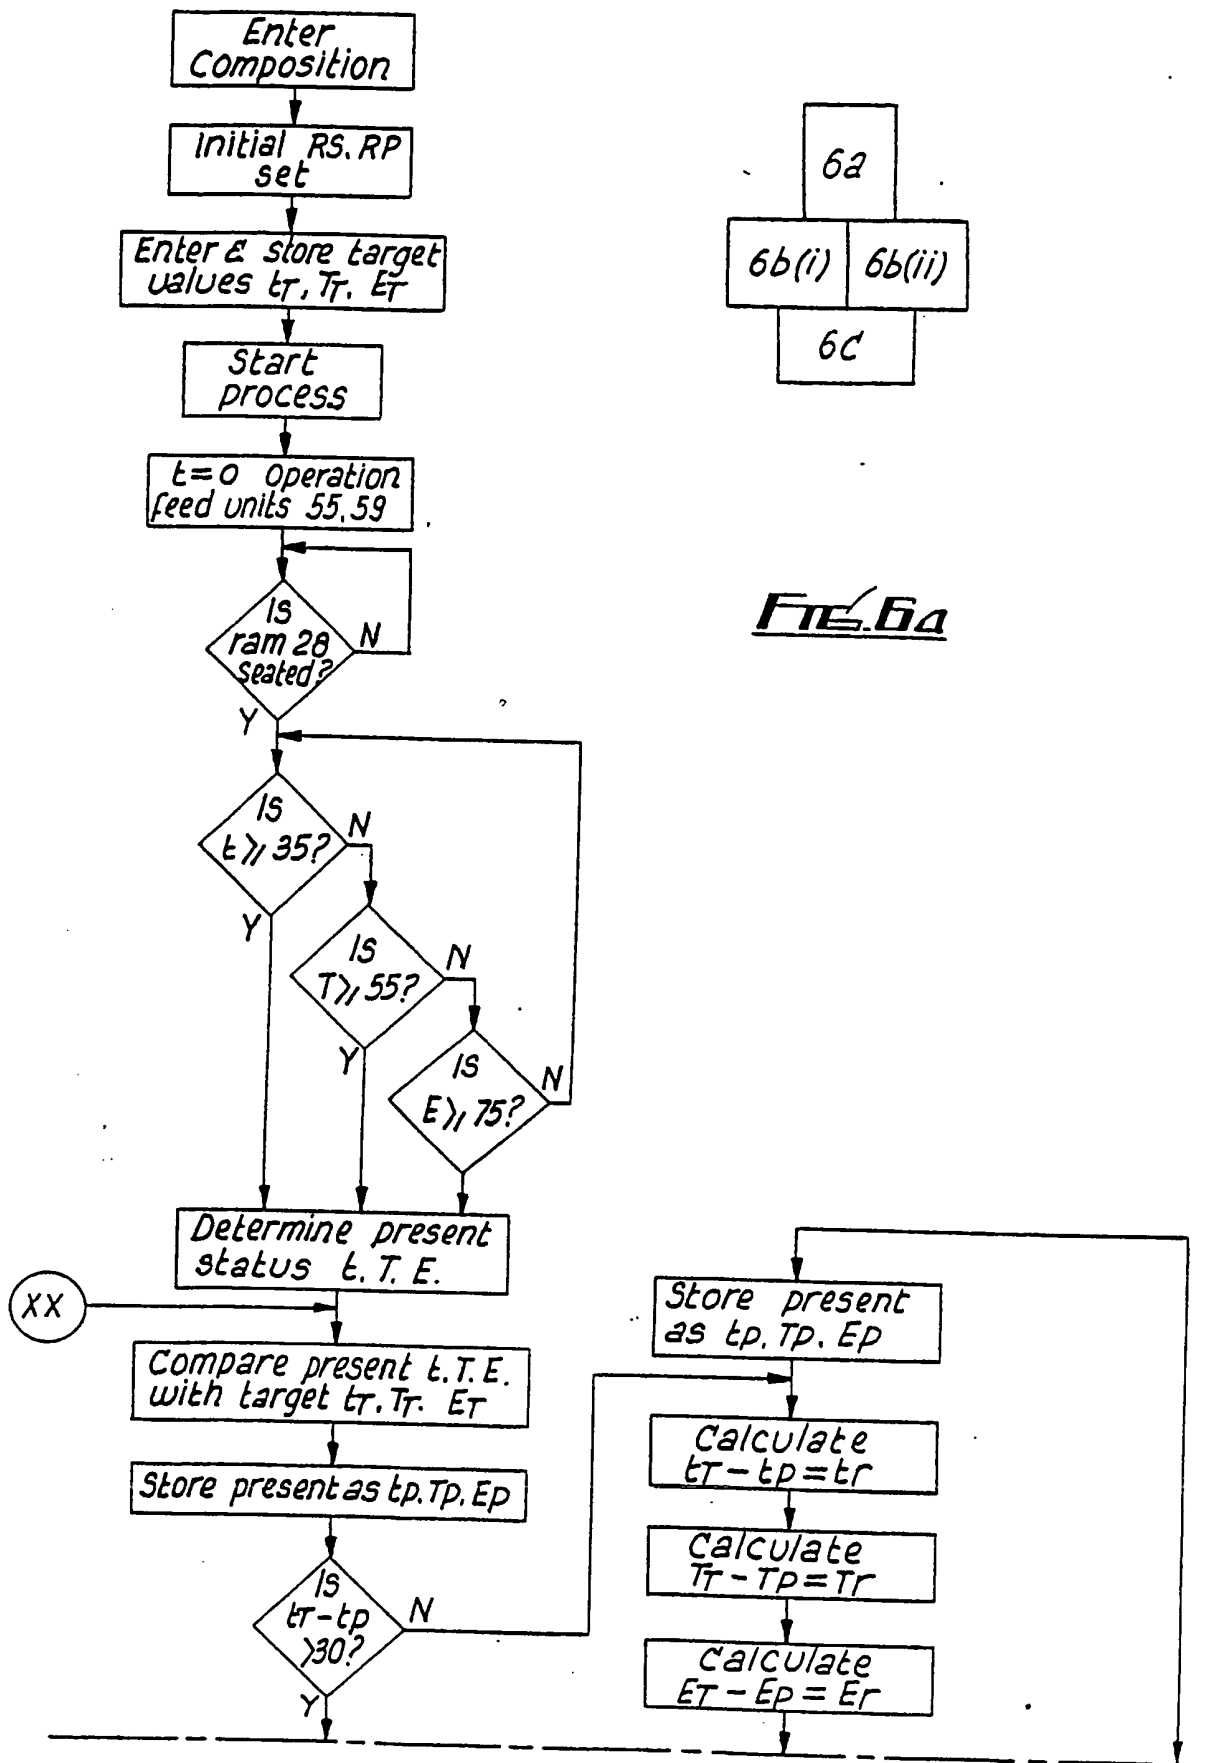 Enter
Composition
Initial RS. RP
set
Enter & store target
values tT, TT. ET
Start
process
t=0 operation
feed units 55.59
Is
ram 28
seated?
N
Y
Is
t⩾ 35?
N
Y
Is
T⩾ 55?
N
Y
Is
E⩾ 75?
N
Determine present
status t. T. E.
XX
Compare present t. T. E.
with target tT. TT. ET
Store present as tp. Tp. Ep
Is
tT-tp
>30?
N
Y
Store present
as tp. Tp. Ep
Calculate
tT-tp=tr
Calculate
TT-Tp=Tr
Calculate
ET-Ep=Er
6a
6b(i) 6b(ii)
6c
FIG. 6a